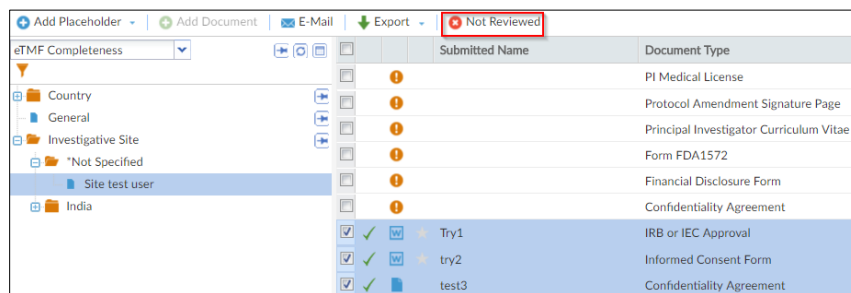 Add Placeholder Add Document E-Mail Export Not Reviewed
eTMF Completeness
Submitted Name Document Type
PI Medical License
Country
Protocol Amendment Signature Page
General
Principal Investigator Curriculum Vitae
Investigative Site
Form FDA1572
*Not Specified
Site test user
Financial Disclosure Form
India
Confidentiality Agreement
Try1 IRB or IEC Approval
try2 Informed Consent Form
test3 Confidentiality Agreement